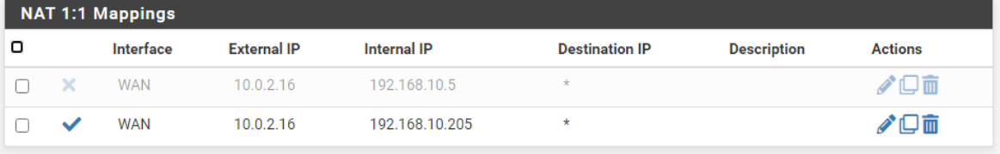 NAT 1:1 Mappings
Interface External IP Internal IP Destination IP Description Actions
WAN 10.0.2.16 192.168.10.5 *
WAN 10.0.2.16 192.168.10.205 *